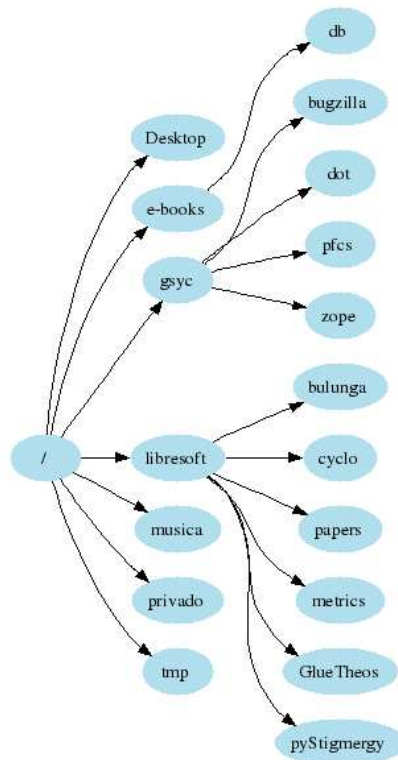 db
bugzilla
Desktop
dot
e-books
pfcs
gsyc
zope
bulunga
/
libresoft
cyclo
musica
papers
privado
metrics
tmp
GlueTheos
pyStigmergy